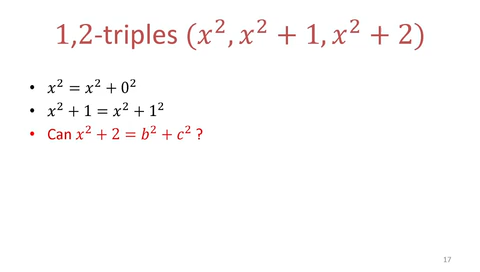 1,2-triples (𝑥², 𝑥² + 1, 𝑥² + 2)
• 𝑥² = 𝑥² + 0²
• 𝑥² + 1 = 𝑥² + 1²
• Can 𝑥² + 2 = 𝑏² + 𝑐² ?
17